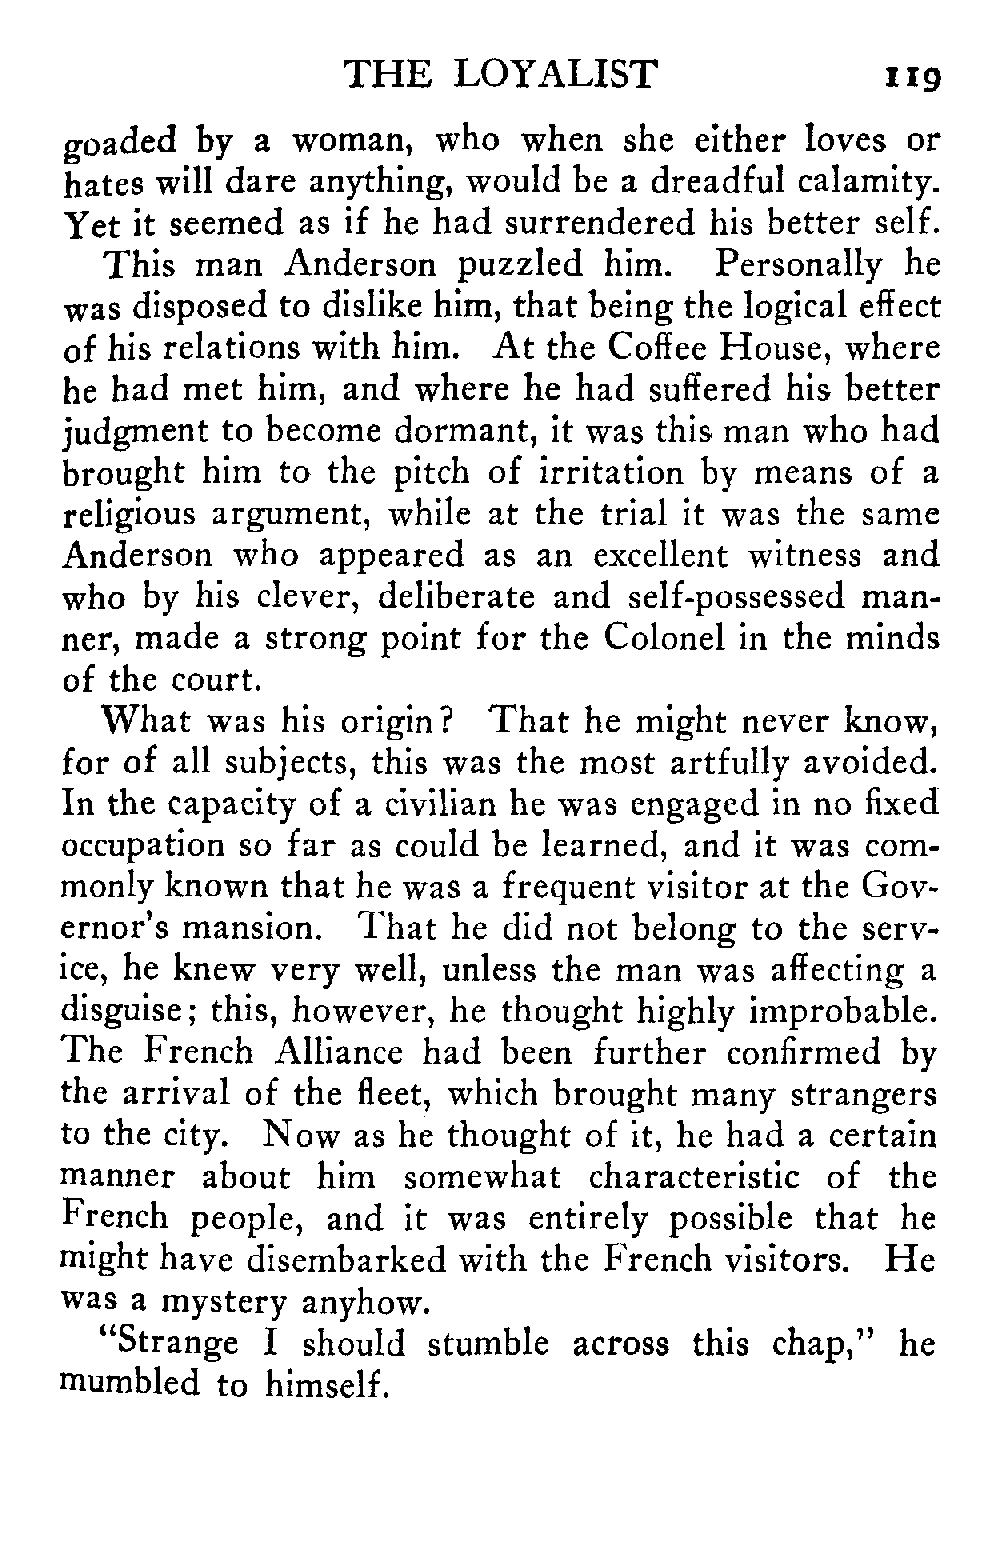 THE LOYALIST 119
goaded by a woman, who when she either loves or
hates will dare anything, would be a dreadful calamity.
Yet it seemed as if he had surrendered his better self.
This man Anderson puzzled him. Personally he
was disposed to dislike him, that being the logical effect
of his relations with him. At the Coffee House, where
he had met him, and where he had suffered his better
judgment to become dormant, it was this man who had
brought him to the pitch of irritation by means of a
religious argument, while at the trial it was the same
Anderson who appeared as an excellent witness and
who by his clever, deliberate and self-possessed man-
ner, made a strong point for the Colonel in the minds
of the court.
What was his origin? That he might never know,
for of all subjects, this was the most artfully avoided.
In the capacity of a civilian he was engaged in no fixed
occupation so far as could be learned, and it was com-
monly known that he was a frequent visitor at the Gov-
ernor's mansion. That he did not belong to the serv-
ice, he knew very well, unless the man was affecting a
disguise; this, however, he thought highly improbable.
The French Alliance had been further confirmed by
the arrival of the fleet, which brought many strangers
to the city. Now as he thought of it, he had a certain
manner about him somewhat characteristic of the
French people, and it was entirely possible that he
might have disembarked with the French visitors. He
was a mystery anyhow.
"Strange I should stumble across this chap," he
mumbled to himself.